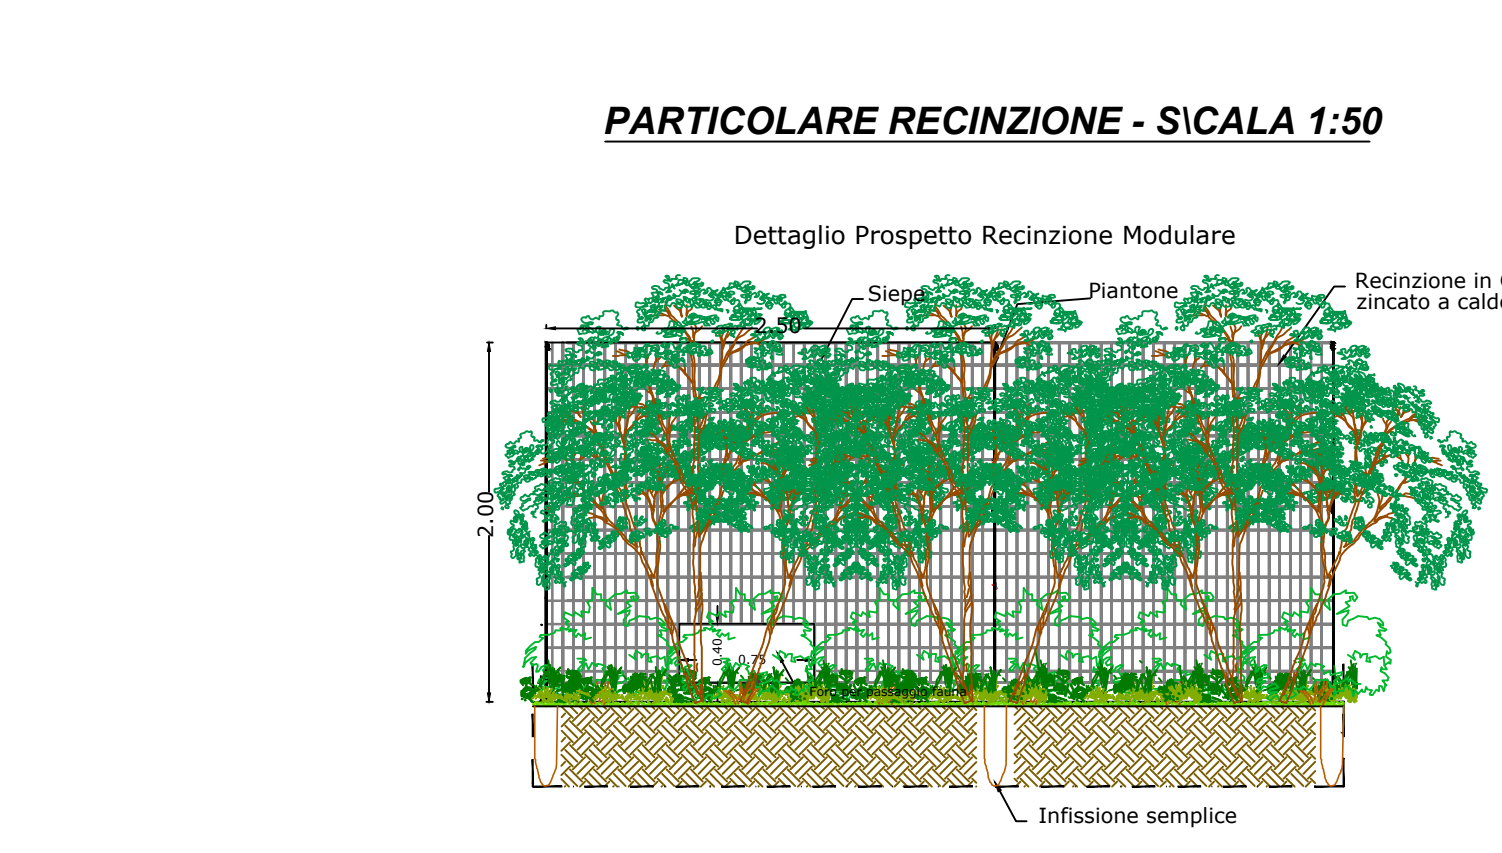 PARTICOLARE RECINZIONE - S\CALA 1:50
Dettaglio Prospetto Recinzione Modulare
Recinzione in
zincato a caldo
Siepe
Piantone
2.50
2.00
0.40
0.75
Foro per passaggio fauna
Infissione semplice